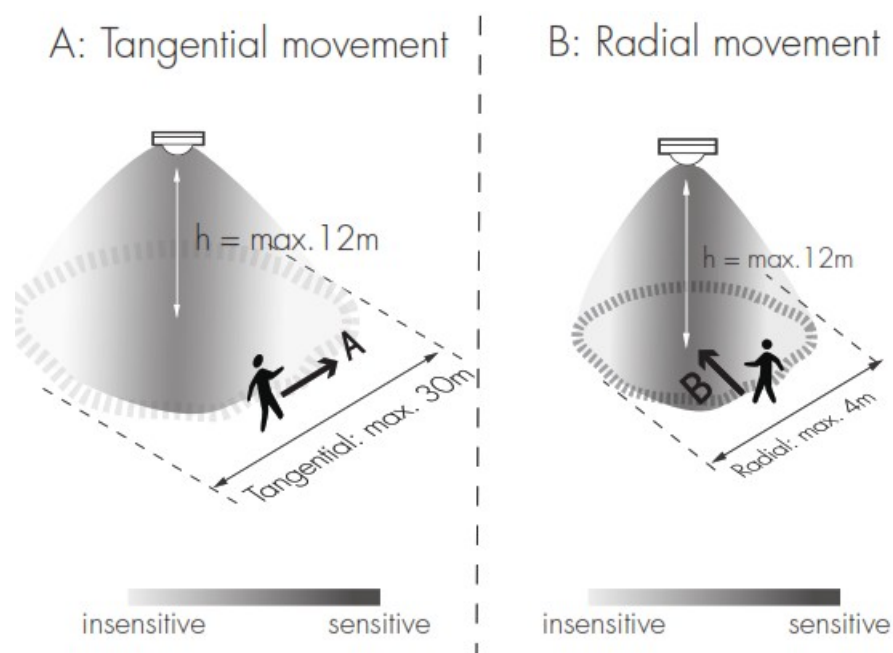 A: Tangential movement
h = max.12m
A
Tangential: max. 30m
insensitive sensitive
B: Radial movement
h = max.12m
B
Radial: max. 4m
insensitive sensitive